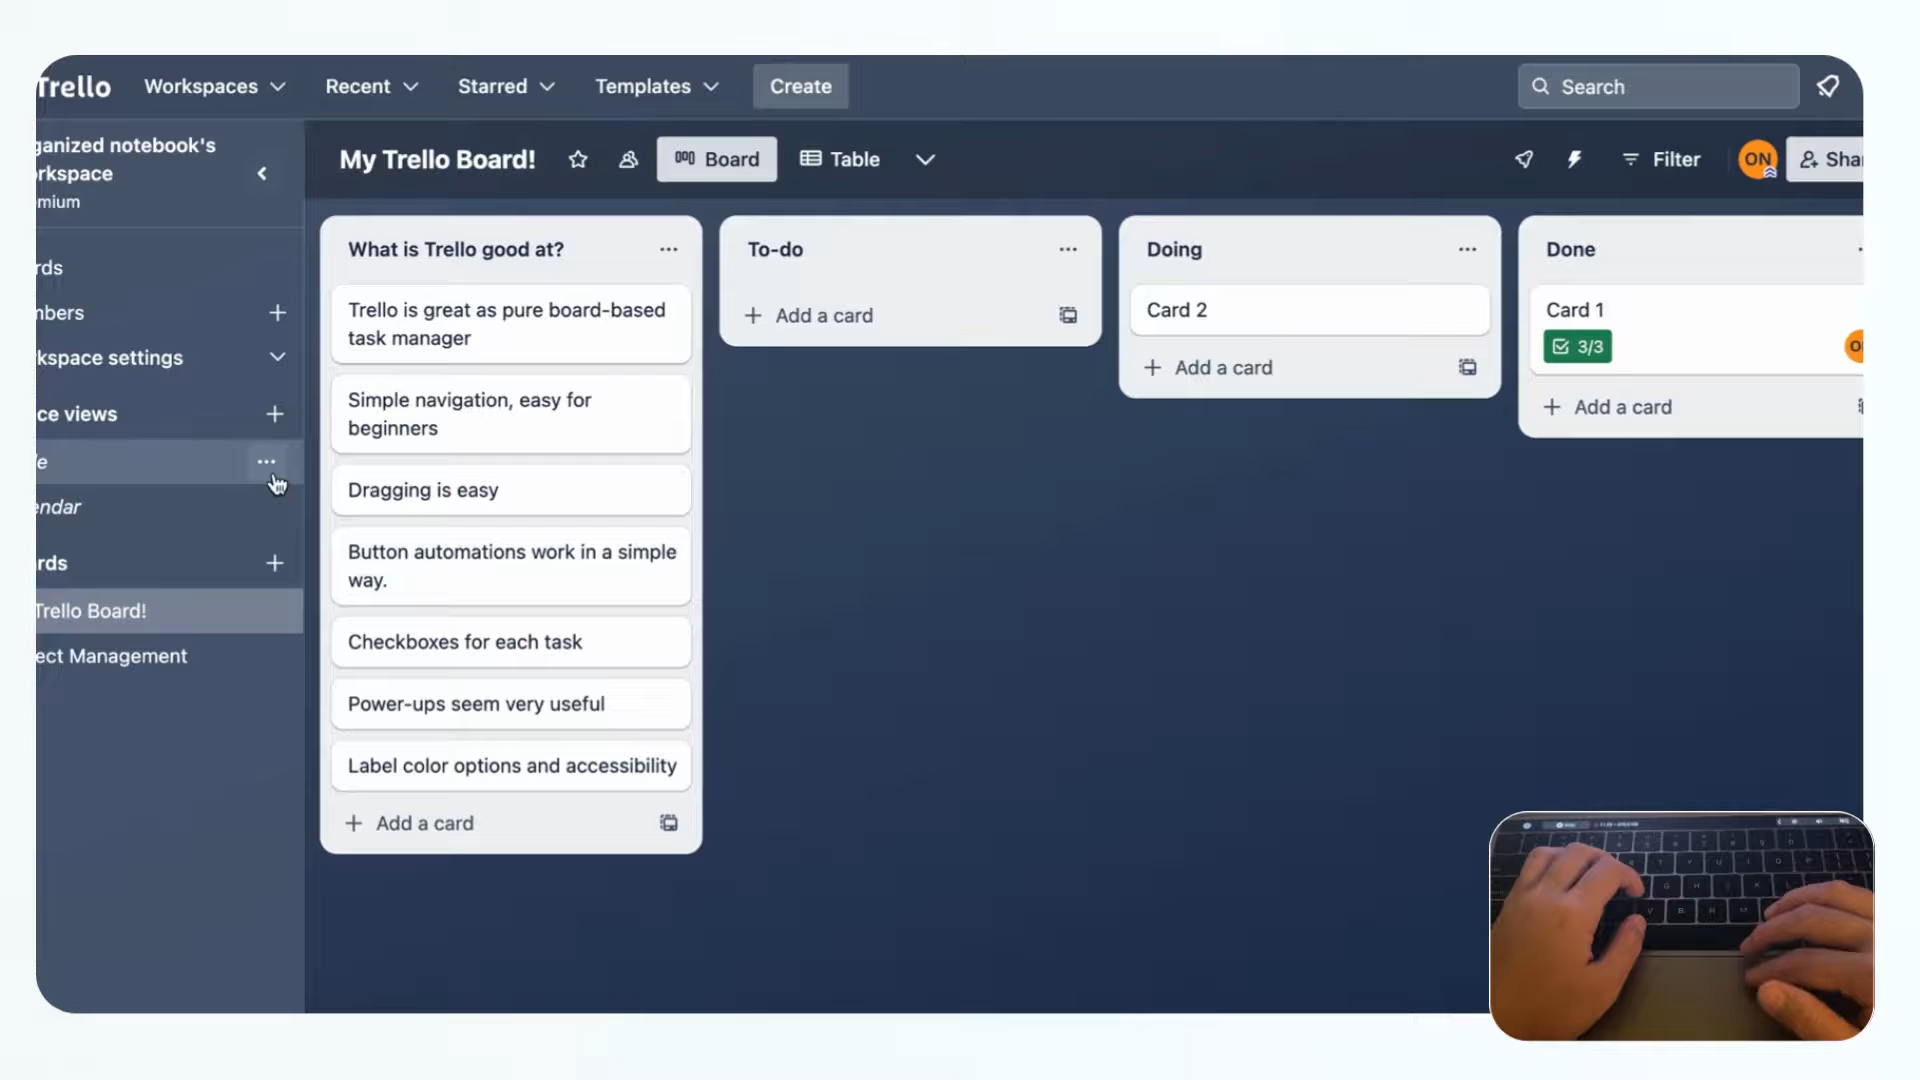 Trello
Workspaces
Recent
Starred
Templates
Create
Search
ganized notebook's
rkspace
mium
rds
nbers
kspace settings
ce views
le
endar
rds
Trello Board!
ect Management
My Trello Board!
Board
Table
Filter
ON
Shar
What is Trello good at?
Trello is great as pure board-based
task manager
Simple navigation, easy for
beginners
Dragging is easy
Button automations work in a simple
way.
Checkboxes for each task
Power-ups seem very useful
Label color options and accessibility
Add a card
To-do
Add a card
Doing
Card 2
Add a card
Done
Card 1
3/3
Add a card